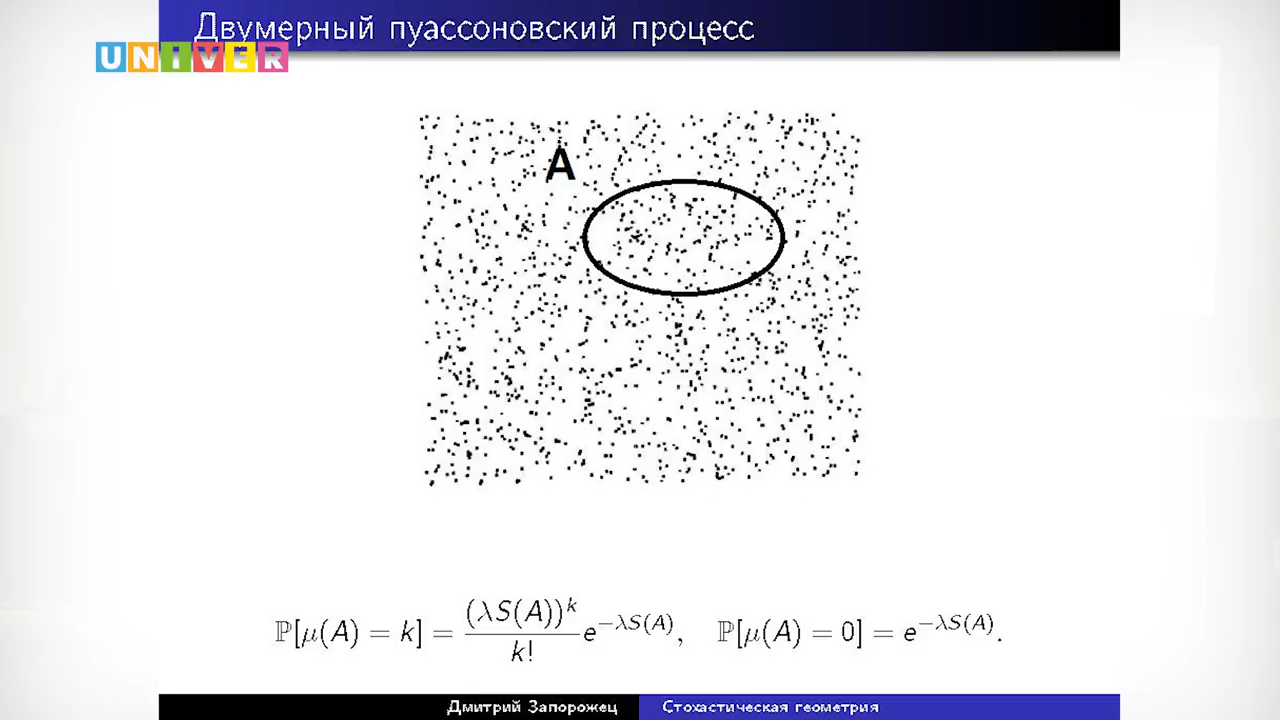 Двумерный пуассоновский процесс
UNIVER
A
ℙ[μ(A) = k] = (λS(A))^k / k! e^{−λS(A)}, ℙ[μ(A) = 0] = e^{−λS(A)}.
Дмитрий Запорожец Стохастическая геометрия